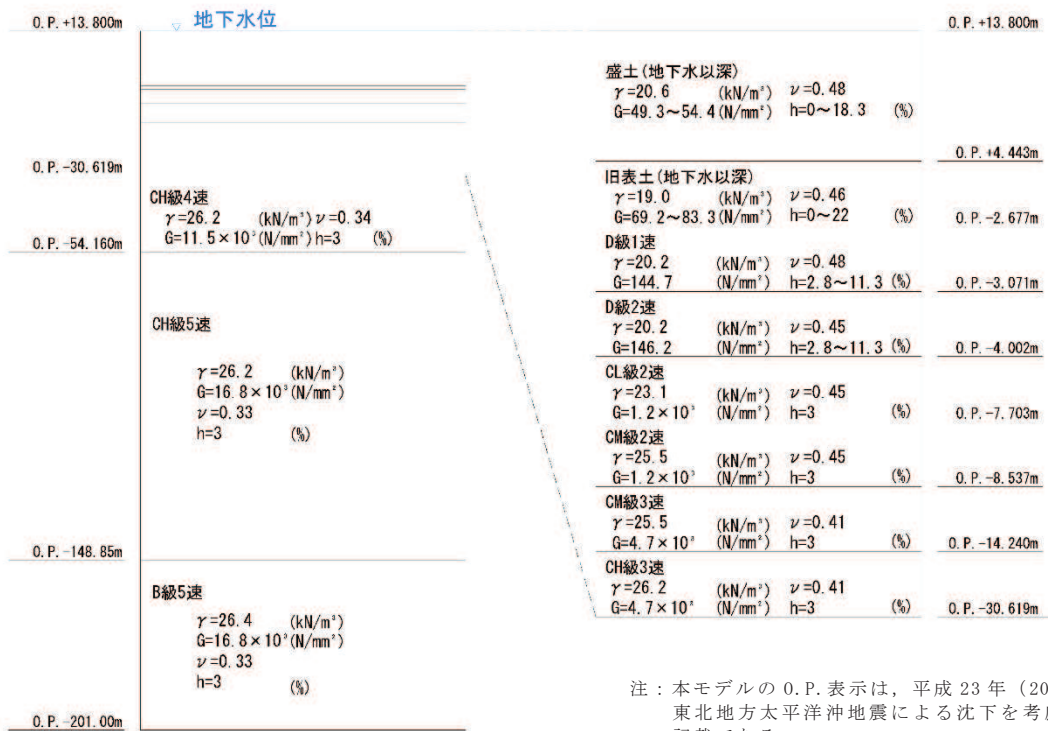 O.P. +13.800m
地下水位
O.P. -30.619m
CH級4速
γ=26.2 (kN/m³) ν=0.34
G=11.5×10³(N/mm²) h=3 (%)
O.P. -54.160m
CH級5速
γ=26.2 (kN/m³)
G=16.8×10³(N/mm²)
ν=0.33
h=3 (%)
O.P. -148.85m
B級5速
γ=26.4 (kN/m³)
G=16.8×10³(N/mm²)
ν=0.33
h=3 (%)
O.P. -201.00m
O.P. +13.800m
盛土(地下水以深)
γ=20.6 (kN/m³) ν=0.48
G=49.3～54.4(N/mm²) h=0～18.3 (%)
O.P. +4.443m
旧表土(地下水以深)
γ=19.0 (kN/m³) ν=0.46
G=69.2～83.3(N/mm²) h=0～22 (%)
O.P. -2.677m
D級1速
γ=20.2 (kN/m³) ν=0.48
G=144.7 (N/mm²) h=2.8～11.3 (%)
O.P. -3.071m
D級2速
γ=20.2 (kN/m³) ν=0.45
G=146.2 (N/mm²) h=2.8～11.3 (%)
O.P. -4.002m
CL級2速
γ=23.1 (kN/m³) ν=0.45
G=1.2×10³ (N/mm²) h=3 (%)
O.P. -7.703m
CM級2速
γ=25.5 (kN/m³) ν=0.45
G=1.2×10³ (N/mm²) h=3 (%)
O.P. -8.537m
CM級3速
γ=25.5 (kN/m³) ν=0.41
G=4.7×10³ (N/mm²) h=3 (%)
O.P. -14.240m
CH級3速
γ=26.2 (kN/m³) ν=0.41
G=4.7×10³ (N/mm²) h=3 (%)
O.P. -30.619m
注：本モデルの O.P.表示は，平成 23 年（20
東北地方太平洋沖地震による沈下を考